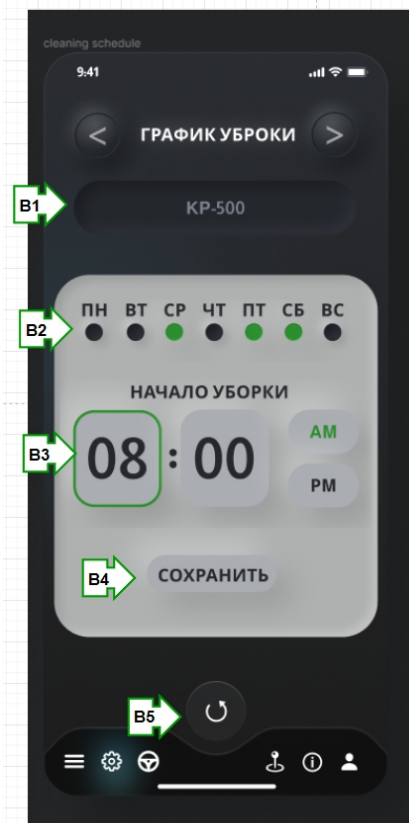 cleaning schedule
9:41
< ГРАФИК УБРОКИ >
B1
KP-500
ПН ВТ СР ЧТ ПТ СБ ВС
B2
НАЧАЛО УБОРКИ
AM
B3
08 : 00
PM
B4
СОХРАНИТЬ
B5